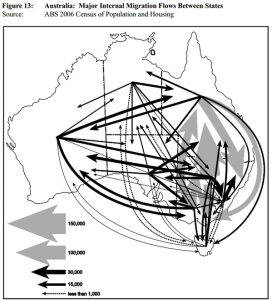 Figure 13: Australia: Major Internal Migration Flows Between States
Source: ABS 2006 Census of Population and Housing
150,000
100,000
30,000
15,000
less than 1,000